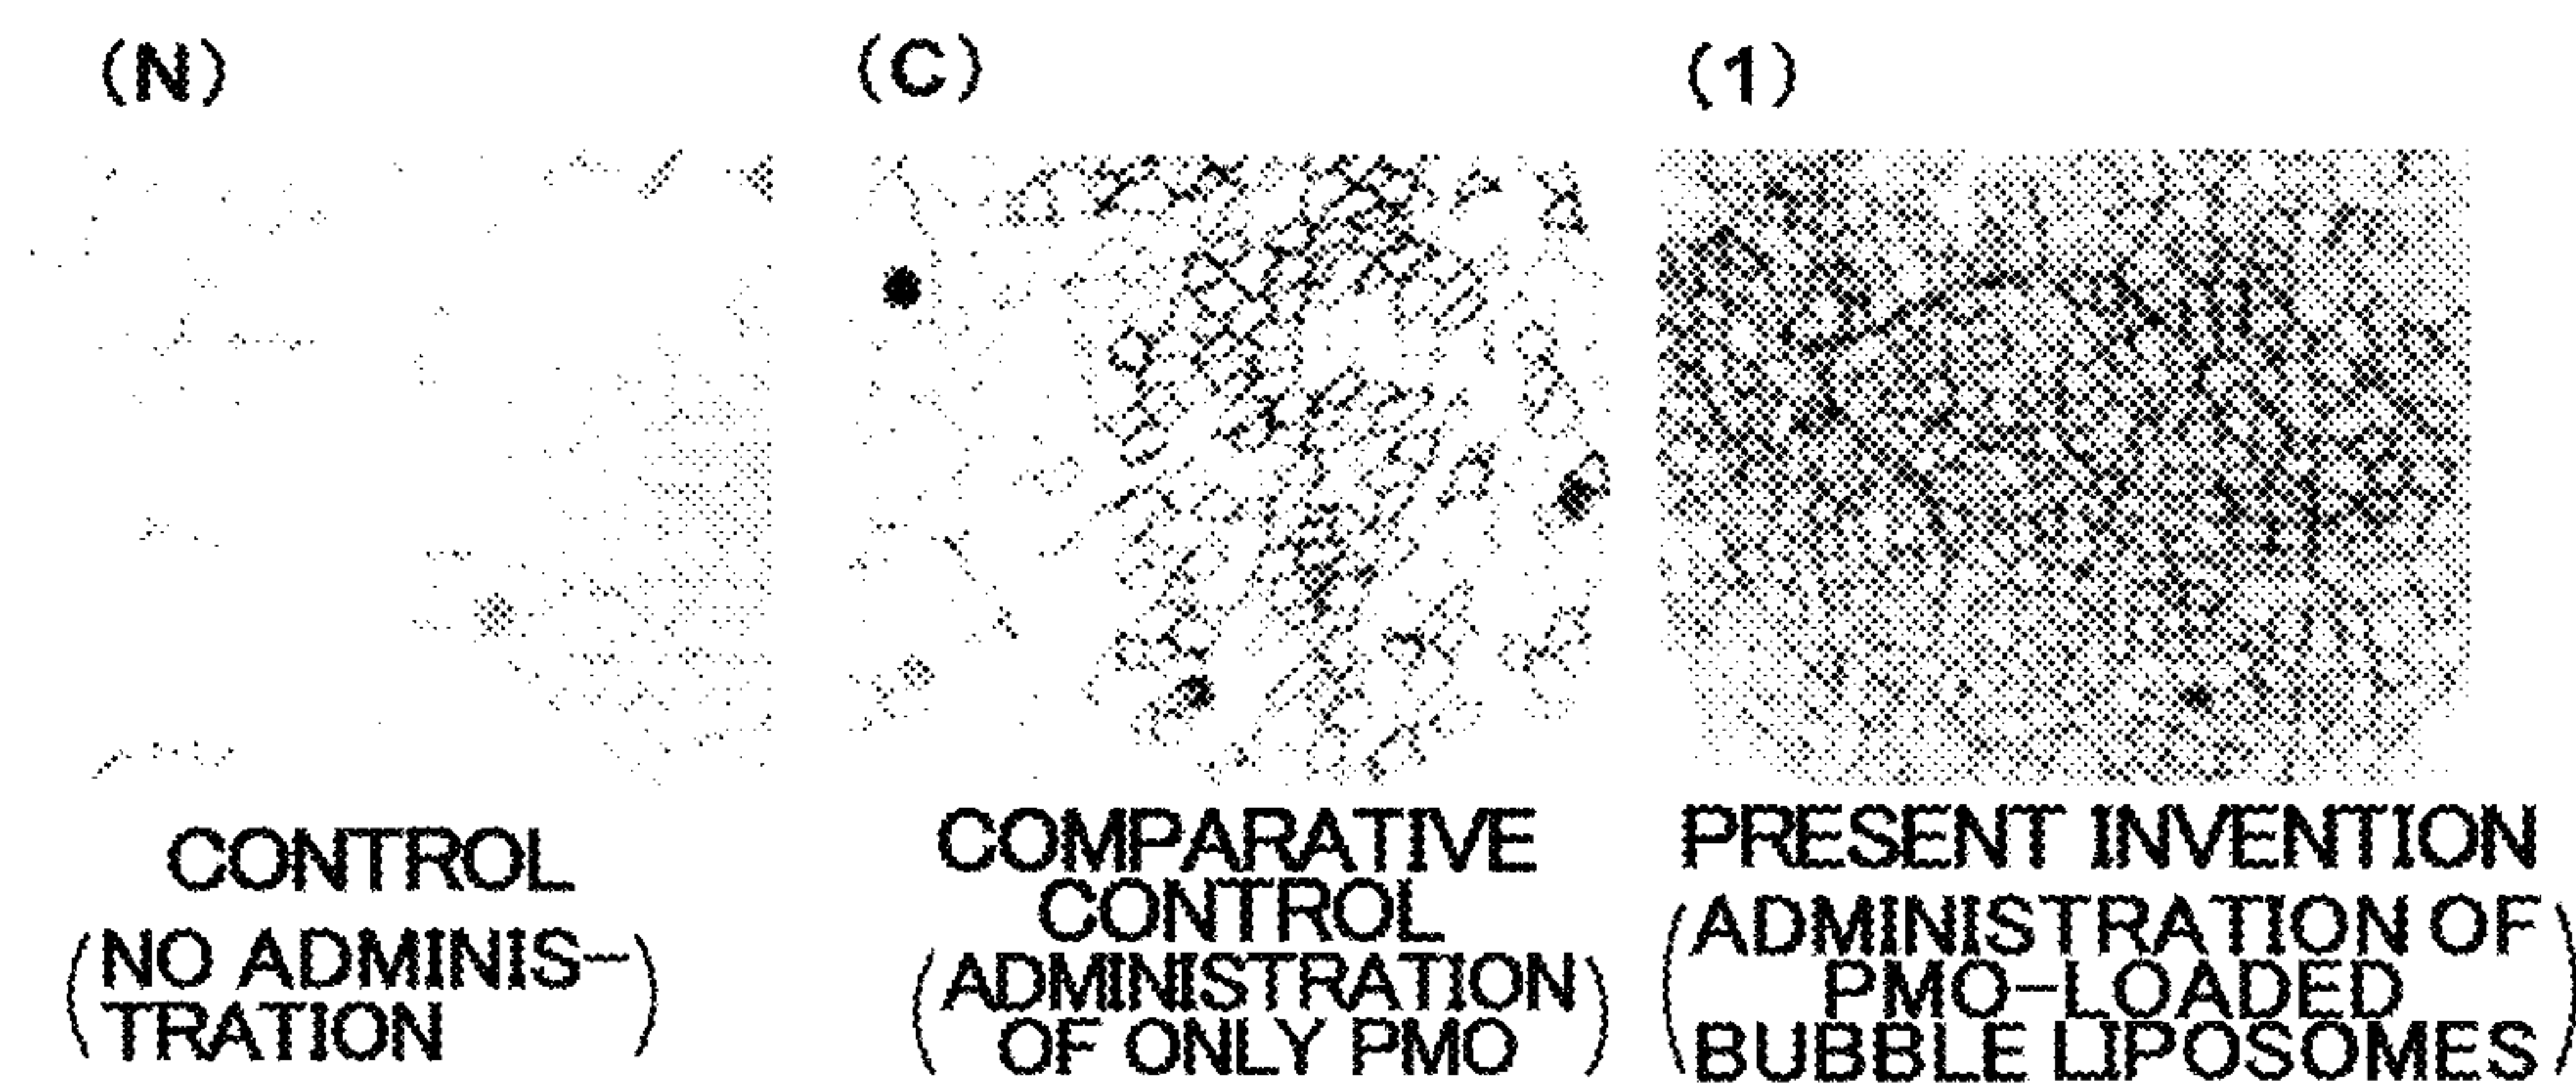 (N)
(C)
(1)
CONTROL
(NO ADMINIS-
TRATION)
COMPARATIVE
CONTROL
(ADMINISTRATION
OF ONLY PMO)
PRESENT INVENTION
(ADMINISTRATION OF
PMO-LOADED
BUBBLE LIPOSOMES)